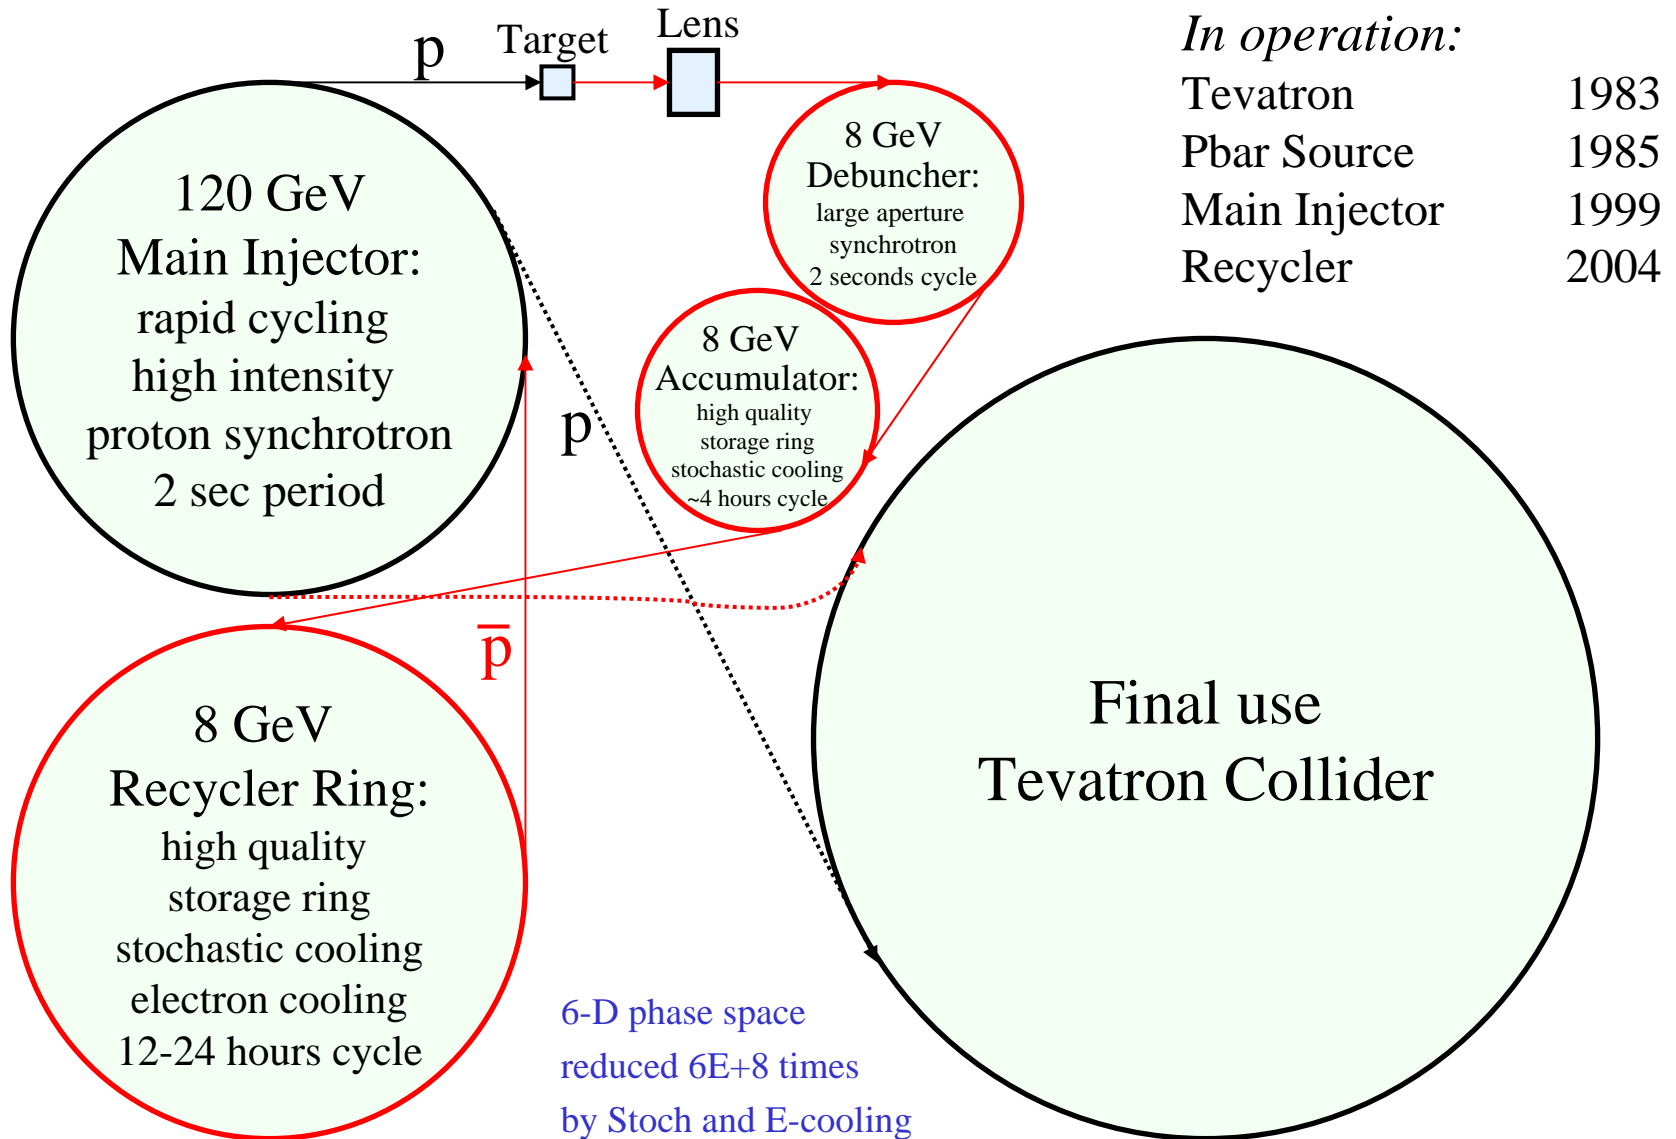 p
Target
Lens
In operation:
Tevatron 1983
Pbar Source 1985
Main Injector 1999
Recycler 2004
120 GeV
Main Injector:
rapid cycling
high intensity
proton synchrotron
2 sec period
8 GeV
Debuncher:
large aperture
synchrotron
2 seconds cycle
8 GeV
Accumulator:
high quality
storage ring
stochastic cooling
~4 hours cycle
p
p̅
8 GeV
Recycler Ring:
high quality
storage ring
stochastic cooling
electron cooling
12-24 hours cycle
Final use
Tevatron Collider
6-D phase space
reduced 6E+8 times
by Stoch and E-cooling